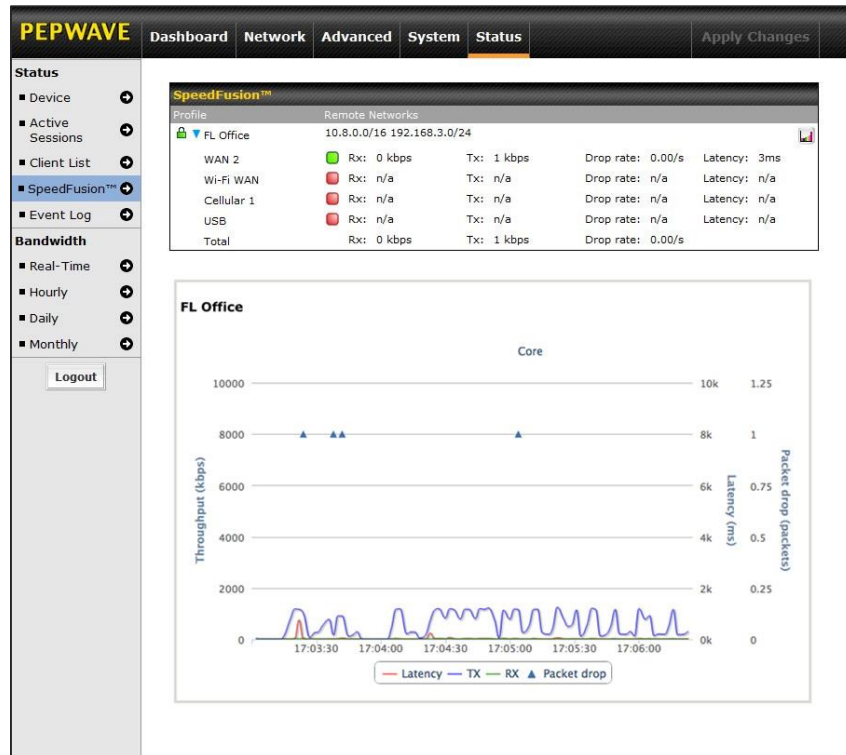 PEPWAVE
Dashboard Network Advanced System Status Apply Changes
Status
Device
Active
Sessions
Client List
SpeedFusion™
Event Log
Bandwidth
Real-Time
Hourly
Daily
Monthly
Logout
SpeedFusion™
Profile Remote Networks
FL Office 10.8.0.0/16 192.168.3.0/24
WAN 2 Rx: 0 kbps Tx: 1 kbps Drop rate: 0.00/s Latency: 3ms
Wi-Fi WAN Rx: n/a Tx: n/a Drop rate: n/a Latency: n/a
Cellular 1 Rx: n/a Tx: n/a Drop rate: n/a Latency: n/a
USB Rx: n/a Tx: n/a Drop rate: n/a Latency: n/a
Total Rx: 0 kbps Tx: 1 kbps Drop rate: 0.00/s
FL Office
Core
10000 10k 1.25
8000 8k 1
6000 6k 0.75
4000 4k 0.5
2000 2k 0.25
0 0k 0
Throughput (kbps)
Latency (ms)
Packet drop (packets)
17:03:30 17:04:00 17:04:30 17:05:00 17:05:30 17:06:00
Latency TX RX Packet drop